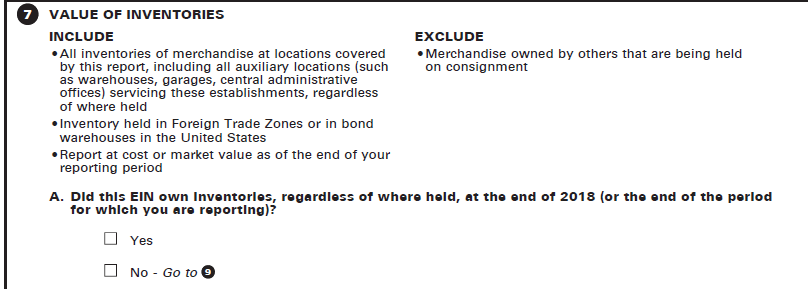 7 VALUE OF INVENTORIES
INCLUDE
• All inventories of merchandise at locations covered
by this report, including all auxiliary locations (such
as warehouses, garages, central administrative
offices) servicing these establishments, regardless
of where held
• Inventory held in Foreign Trade Zones or in bond
warehouses in the United States
• Report at cost or market value as of the end of your
reporting period
EXCLUDE
• Merchandise owned by others that are being held
on consignment
A. Did this EIN own inventories, regardless of where held, at the end of 2018 (or the end of the period
for which you are reporting)?
Yes
No - Go to 9